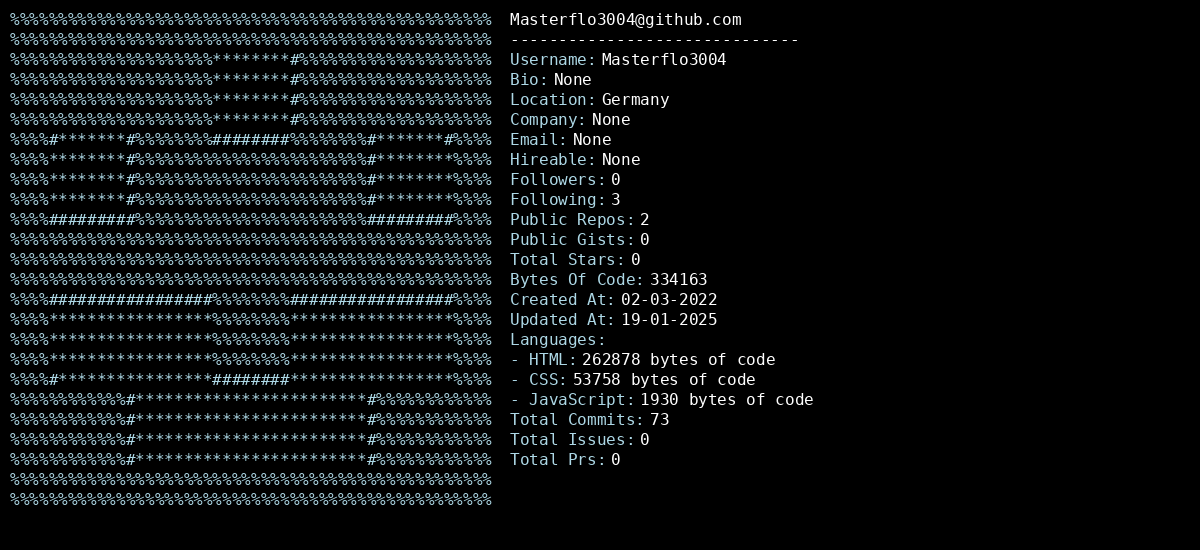 Masterflo3004@github.com
------------------------------
Username: Masterflo3004
Bio: None
Location: Germany
Company: None
Email: None
Hireable: None
Followers: 0
Following: 3
Public Repos: 2
Public Gists: 0
Total Stars: 0
Bytes Of Code: 334163
Created At: 02-03-2022
Updated At: 19-01-2025
Languages:
- HTML: 262878 bytes of code
- CSS: 53758 bytes of code
- JavaScript: 1930 bytes of code
Total Commits: 73
Total Issues: 0
Total Prs: 0